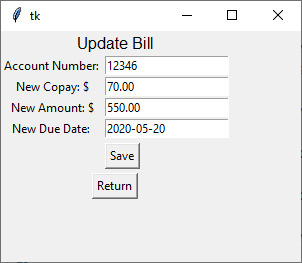 tk
Update Bill
Account Number: 12346
New Copay: $ 70.00
New Amount: $ 550.00
New Due Date: 2020-05-20
Save
Return